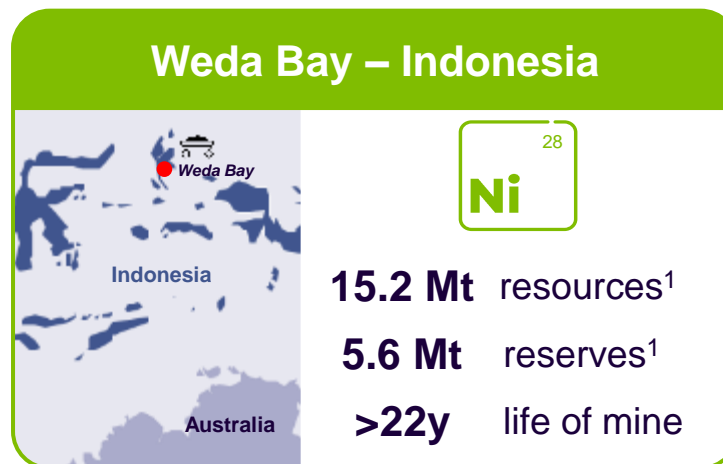 Weda Bay – Indonesia
Weda Bay
Indonesia
Australia
28
Ni
15.2 Mt resources¹
5.6 Mt reserves¹
>22y life of mine